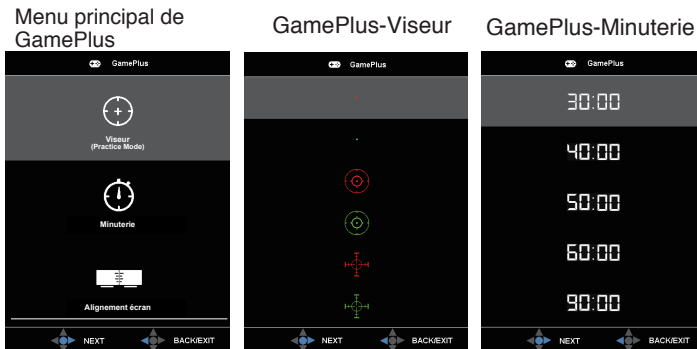 Menu principal de
GamePlus
GamePlus
Viseur
(Practice Mode)
Minuterie
Alignement écran
NEXT BACK/EXIT
GamePlus-Viseur
GamePlus
NEXT BACK/EXIT
GamePlus-Minuterie
GamePlus
30:00
40:00
50:00
60:00
90:00
NEXT BACK/EXIT